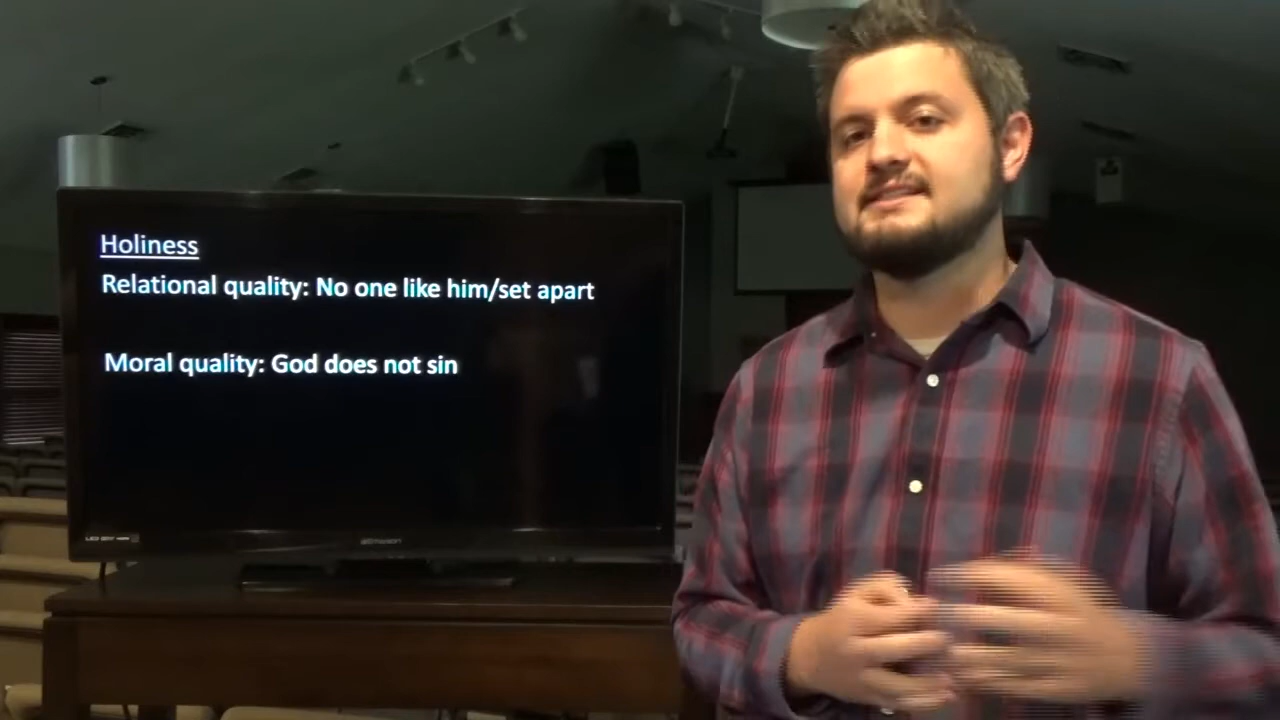 Holiness
Relational quality: No one like him/set apart
Moral quality: God does not sin